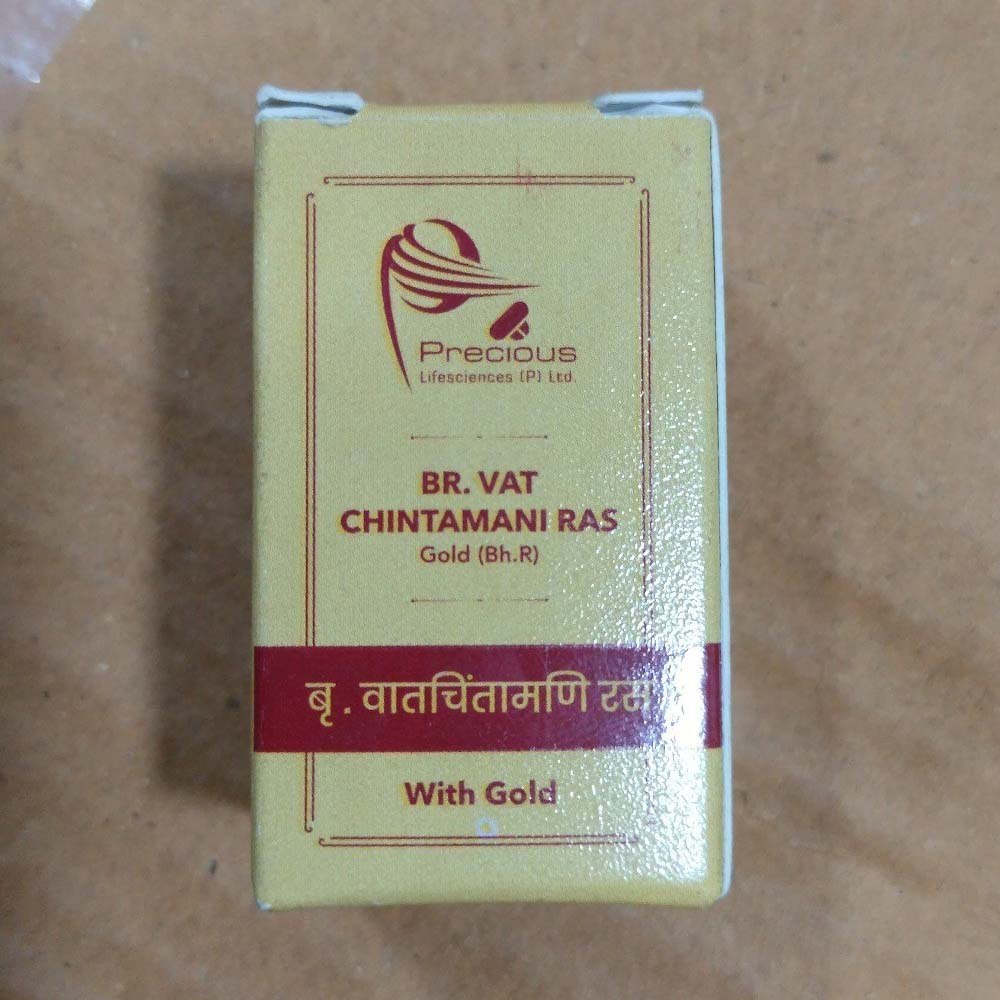 Precious
Lifesciences (P) Ltd.
BR. VAT
CHINTAMANI RAS
Gold (Bh.R)
बृ . वातचिंतामणि रस
With Gold